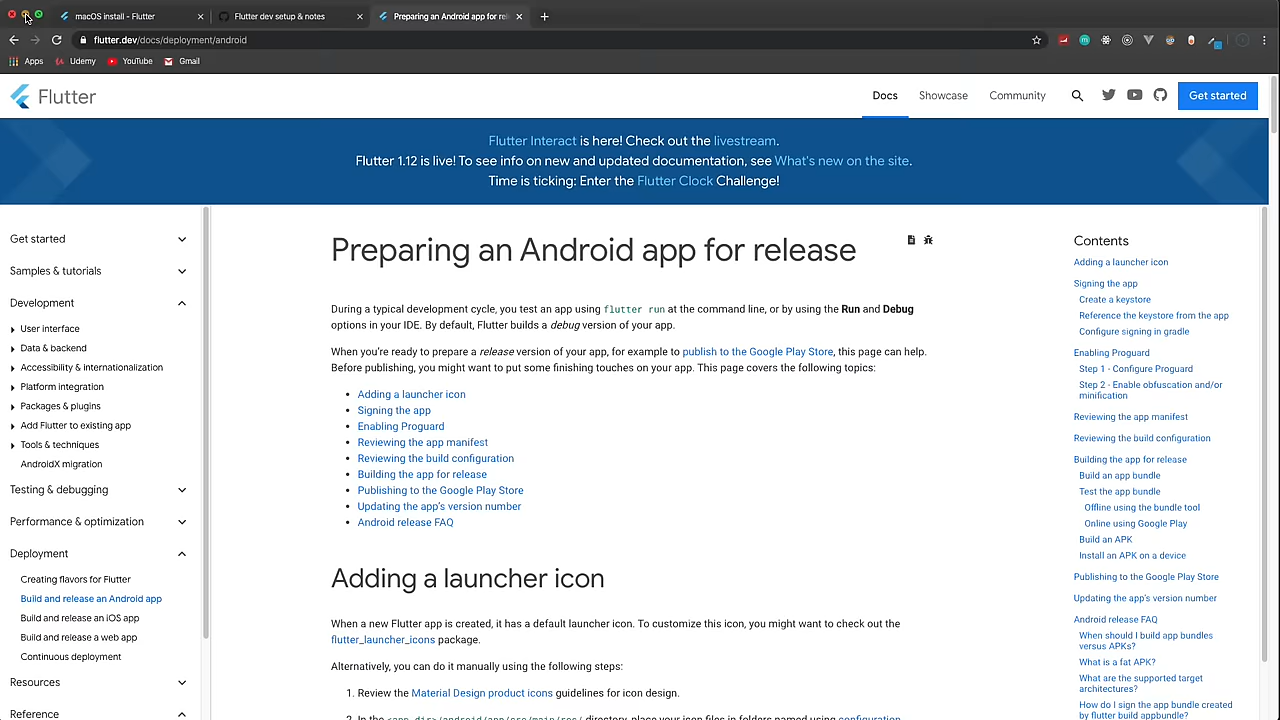 macOS install - Flutter
Flutter dev setup & notes
Preparing an Android app for rel
flutter.dev/docs/deployment/android
Apps
Udemy
YouTube
Gmail
Flutter
Docs
Showcase
Community
Get started
Flutter Interact is here! Check out the livestream.
Flutter 1.12 is live! To see info on new and updated documentation, see What's new on the site.
Time is ticking: Enter the Flutter Clock Challenge!
Get started
Samples & tutorials
Development
User interface
Data & backend
Accessibility & internationalization
Platform integration
Packages & plugins
Add Flutter to existing app
Tools & techniques
AndroidX migration
Testing & debugging
Performance & optimization
Deployment
Creating flavors for Flutter
Build and release an Android app
Build and release an iOS app
Build and release a web app
Continuous deployment
Resources
Reference
Preparing an Android app for release
During a typical development cycle, you test an app using flutter run at the command line, or by using the Run and Debug
options in your IDE. By default, Flutter builds a debug version of your app.
When you're ready to prepare a release version of your app, for example to publish to the Google Play Store, this page can help.
Before publishing, you might want to put some finishing touches on your app. This page covers the following topics:
• Adding a launcher icon
• Signing the app
• Enabling Proguard
• Reviewing the app manifest
• Reviewing the build configuration
• Building the app for release
• Publishing to the Google Play Store
• Updating the app's version number
• Android release FAQ
Adding a launcher icon
When a new Flutter app is created, it has a default launcher icon. To customize this icon, you might want to check out the
flutter_launcher_icons package.
Alternatively, you can do it manually using the following steps:
1. Review the Material Design product icons guidelines for icon design.
2. In the <app dir>/android/app/src/main/res/ directory, place your icon files in folders named using configuration
Contents
Adding a launcher icon
Signing the app
Create a keystore
Reference the keystore from the app
Configure signing in gradle
Enabling Proguard
Step 1 - Configure Proguard
Step 2 - Enable obfuscation and/or
minification
Reviewing the app manifest
Reviewing the build configuration
Building the app for release
Build an app bundle
Test the app bundle
Offline using the bundle tool
Online using Google Play
Build an APK
Install an APK on a device
Publishing to the Google Play Store
Updating the app's version number
Android release FAQ
When should I build app bundles
versus APKs?
What is a fat APK?
What are the supported target
architectures?
How do I sign the app bundle created
by flutter build appbundle?